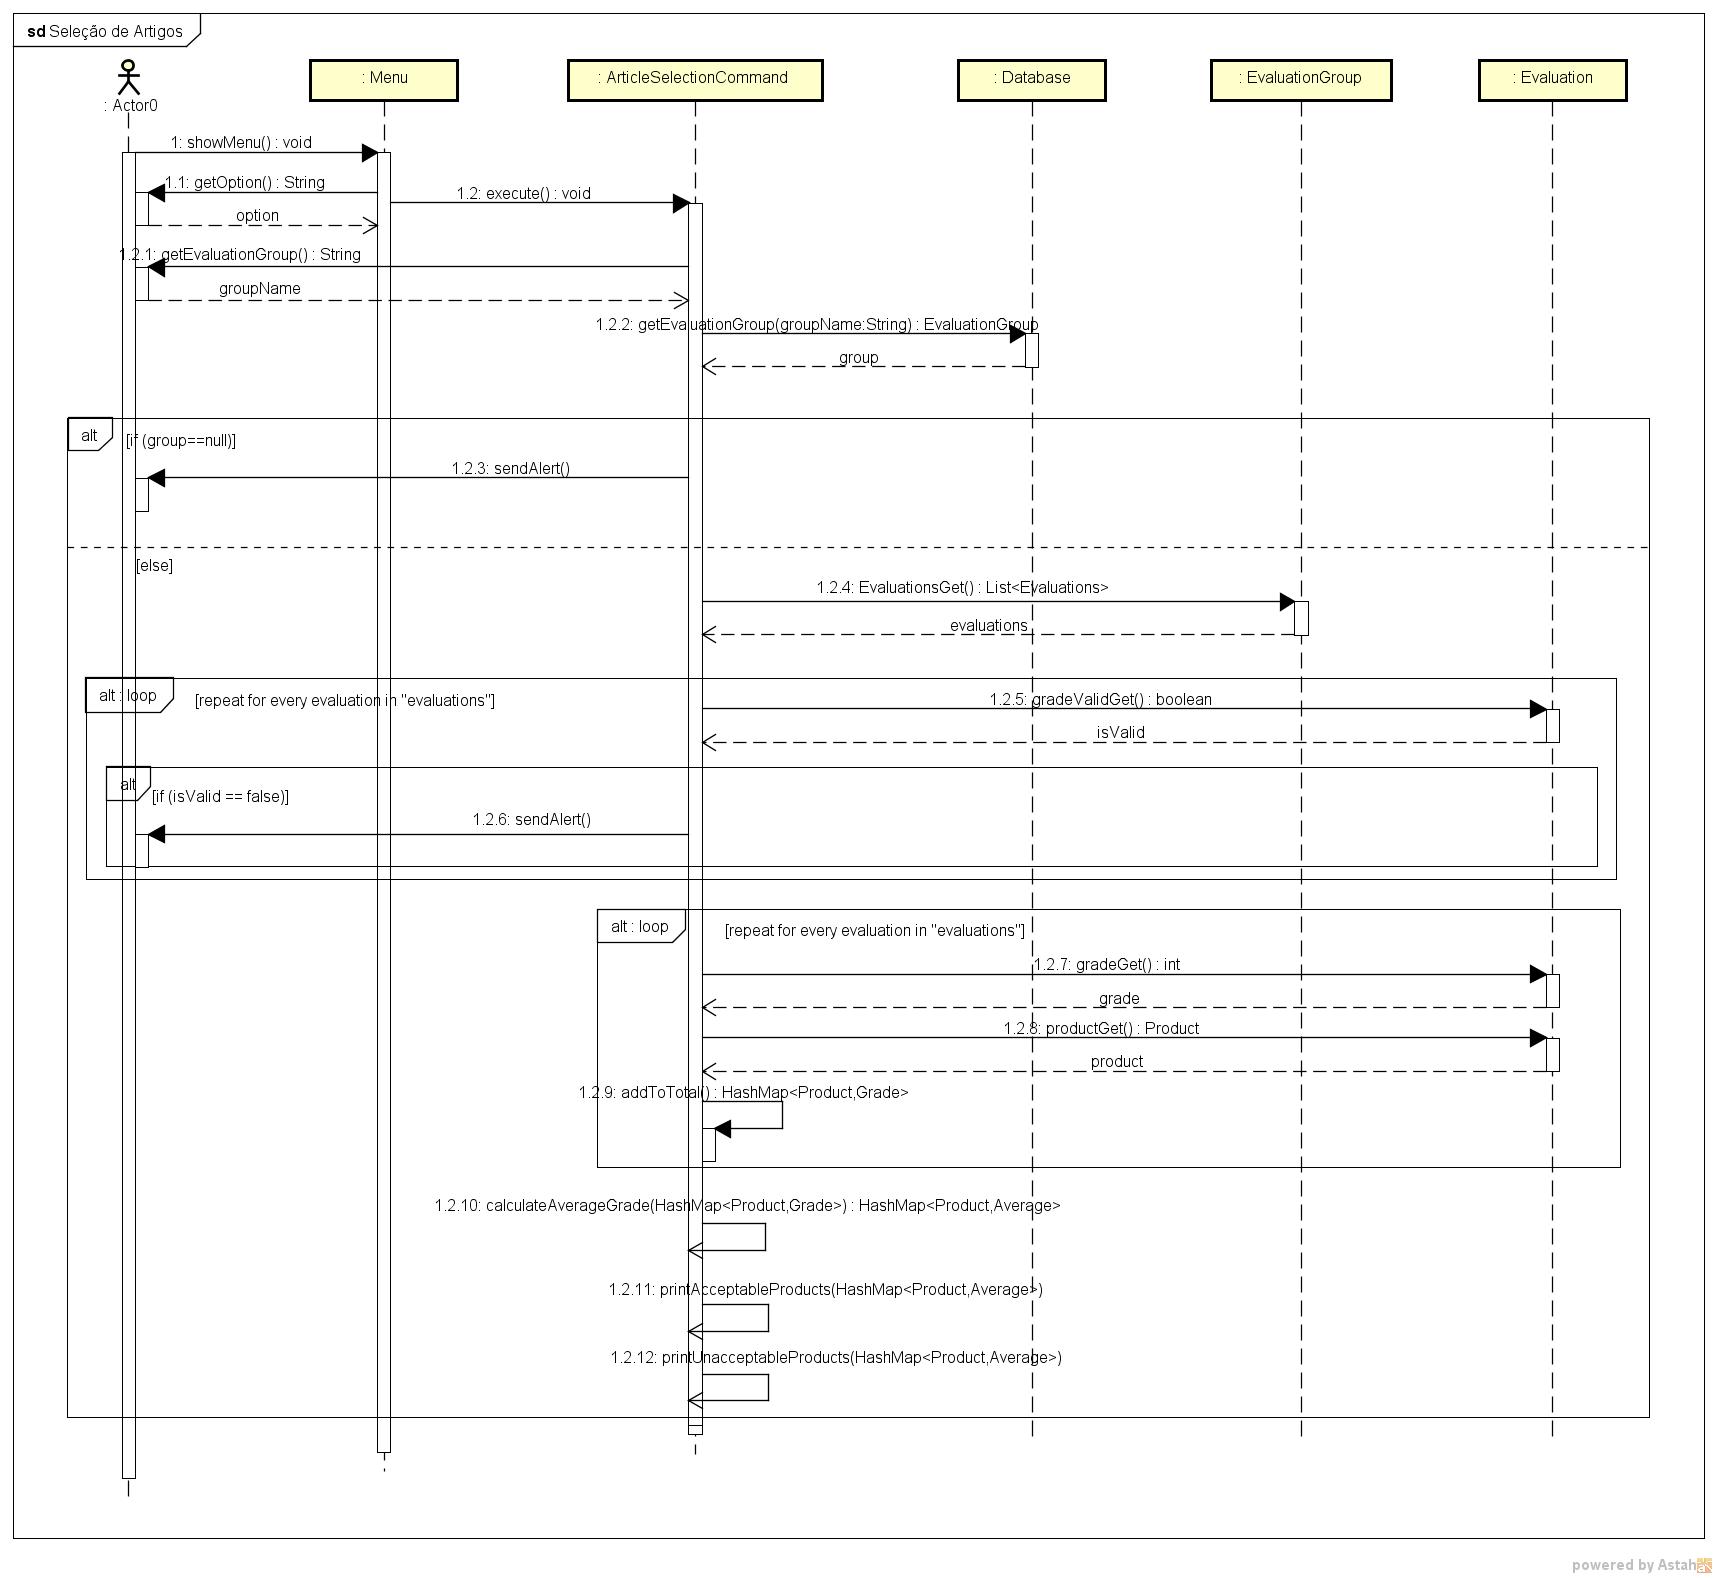 sd Seleção de Artigos
: Actor0
: Menu
: ArticleSelectionCommand
: Database
: EvaluationGroup
: Evaluation
1: showMenu() : void
1.1: getOption() : String
1.2: execute() : void
option
1.2.1: getEvaluationGroup() : String
groupName
1.2.2: getEvaluationGroup(groupName:String) : EvaluationGroup
group
alt
[if (group==null)]
1.2.3: sendAlert()
[else]
1.2.4: EvaluationsGet() : List<Evaluations>
evaluations
alt : loop
[repeat for every evaluation in "evaluations"]
1.2.5: gradeValidGet() : boolean
isValid
alt
[if (isValid == false)]
1.2.6: sendAlert()
alt : loop
[repeat for every evaluation in "evaluations"]
1.2.7: gradeGet() : int
grade
1.2.8: productGet() : Product
product
1.2.9: addToTotal() : HashMap<Product,Grade>
1.2.10: calculateAverageGrade(HashMap<Product,Grade>) : HashMap<Product,Average>
1.2.11: printAcceptableProducts(HashMap<Product,Average>)
1.2.12: printUnacceptableProducts(HashMap<Product,Average>)
powered by Astah